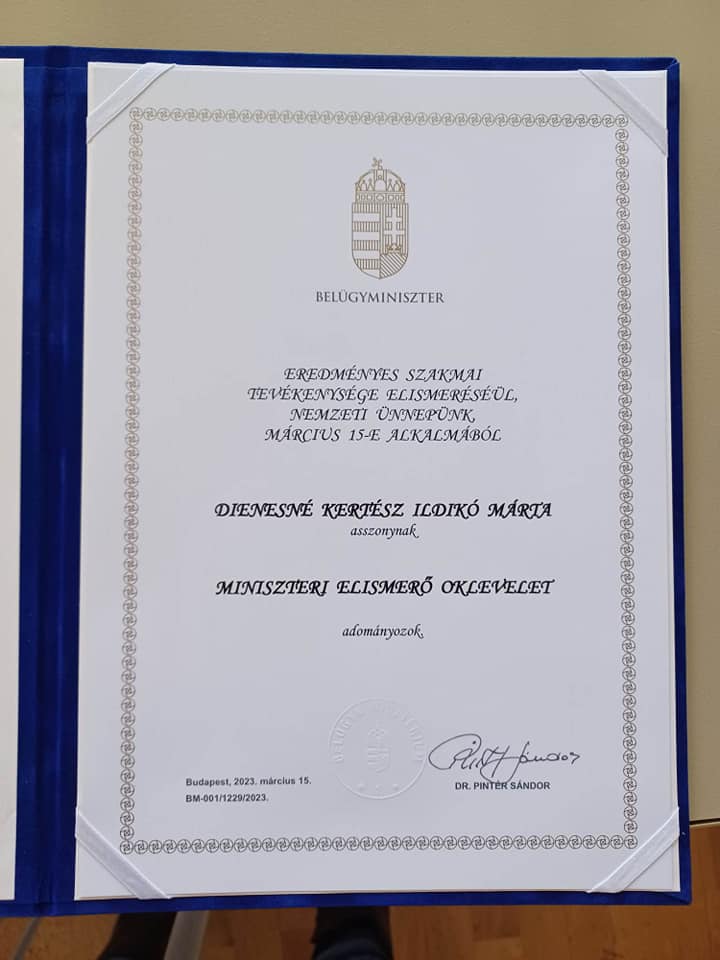 BELÜGYMINISZTER
EREDMÉNYES SZAKMAI
TEVÉKENYSÉGE ELISMERÉSÉÜL,
NEMZETI ÜNNEPÜNK,
MÁRCIUS 15-E ALKALMÁBÓL
DIENESNÉ KERTÉSZ ILDIKÓ MÁRTA
asszonynak
MINISZTERI ELISMERŐ OKLEVELET
adományozok.
Budapest, 2023. március 15.
BM-001/1229/2023.
DR. PINTÉR SÁNDOR